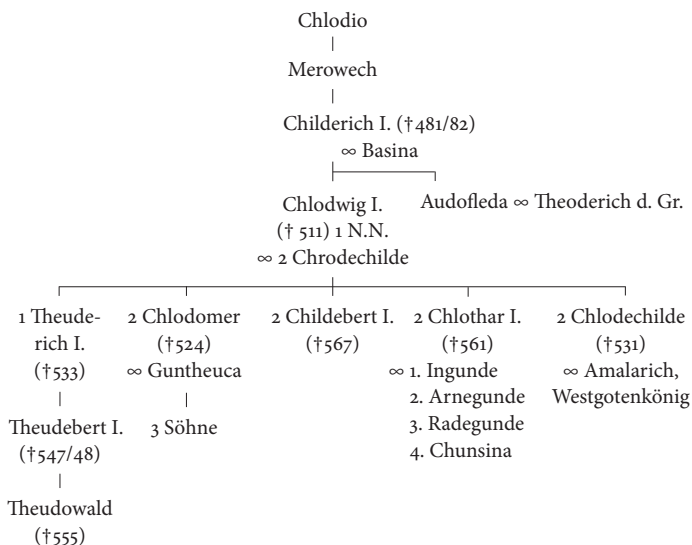 Chlodio
Merowech
Childerich I. (†481/82)
∞ Basina
Chlodwig I.
(† 511) 1 N.N.
∞ 2 Chrodechilde
Audofleda ∞ Theoderich d. Gr.
1 Theude-
rich I.
(†533)
Theudebert I.
(†547/48)
Theudowald
(†555)
2 Chlodomer
(†524)
∞ Guntheuca
3 Söhne
2 Childebert I.
(†567)
2 Chlothar I.
(†561)
∞ 1. Ingunde
2. Arnegunde
3. Radegunde
4. Chunsina
2 Chlodechilde
(†531)
∞ Amalarich,
Westgotenkönig